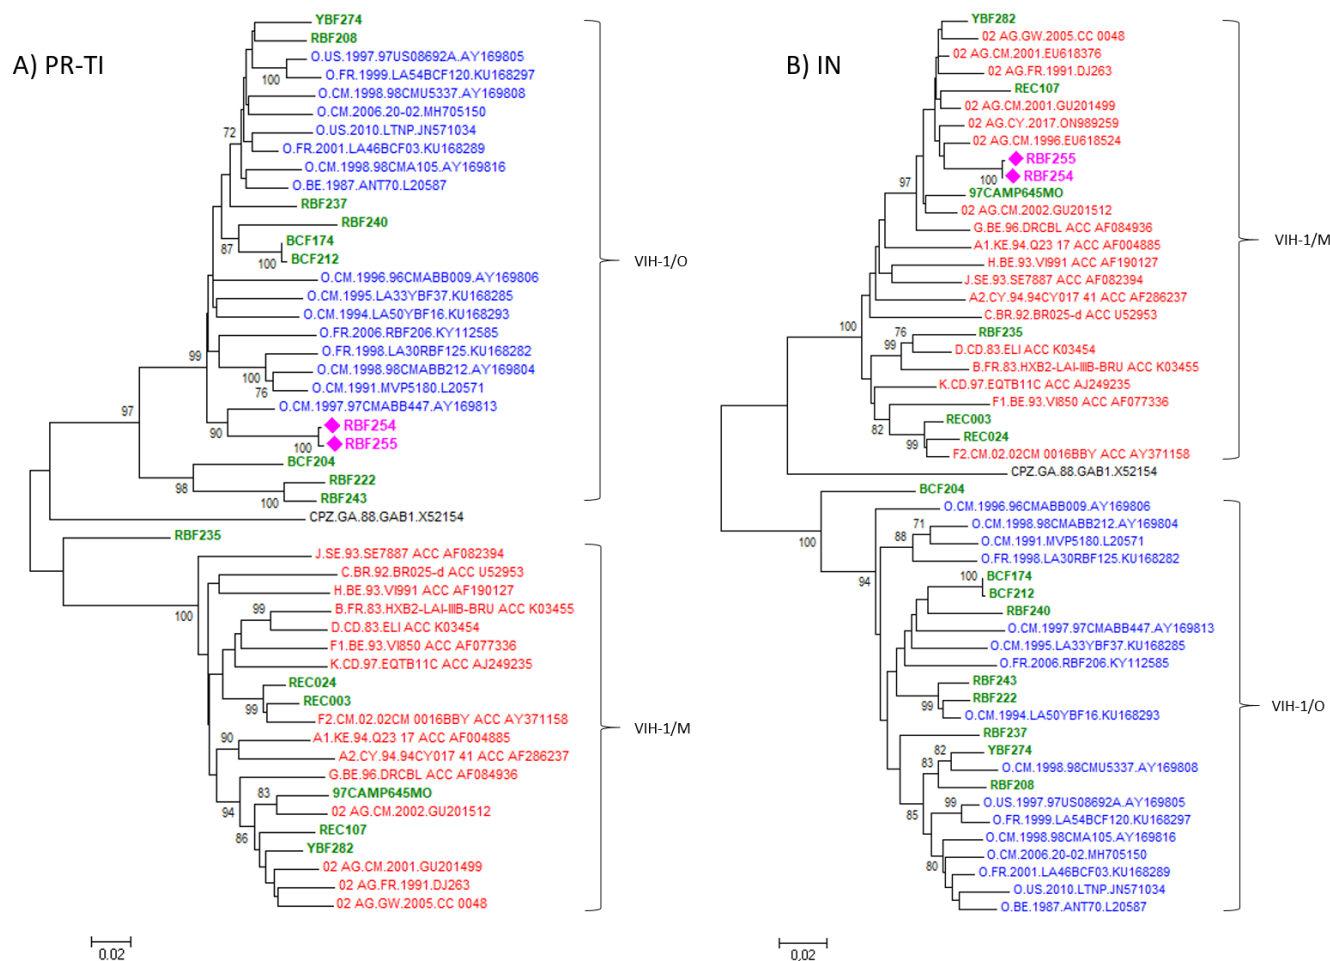 A) PR-TI
YBF274
RBF208
O.US.1997.97US08692A.AY169805
O.FR.1999.LA54BCF120.KU168297
100
O.CM.1998.98CMU5337.AY169808
O.CM.2006.20-02.MH705150
72
O.US.2010.LTNP.JN571034
O.FR.2001.LA46BCF03.KU168289
O.CM.1998.98CMA105.AY169816
O.BE.1987.ANT70.L20587
RBF237
RBF240
87
BCF174
100
BCF212
VIH-1/O
O.CM.1996.96CMABB009.AY169806
O.CM.1995.LA33YBF37.KU168285
O.CM.1994.LA50YBF16.KU168293
O.FR.2006.RBF206.KY112585
99
O.FR.1998.LA30RBF125.KU168282
100
O.CM.1998.98CMABB212.AY169804
76
O.CM.1991.MVP5180.L20571
97
O.CM.1997.97CMABB447.AY169813
90
RBF254
100
RBF255
BCF204
98
RBF222
100
RBF243
CPZ.GA.88.GAB1.X52154
RBF235
J.SE.93.SE7887 ACC AF082394
C.BR.92.BR025-d ACC U52953
H.BE.93.VI991 ACC AF190127
100
99
B.FR.83.HXB2-LAI-IIIB-BRU ACC K03455
D.CD.83.ELI ACC K03454
F1.BE.93.VI850 ACC AF077336
K.CD.97.EQTB11C ACC AJ249235
REC024
99
REC003
F2.CM.02.02CM 0016BBY ACC AY371158
VIH-1/M
90
A1.KE.94.Q23 17 ACC AF004885
A2.CY.94.94CY017 41 ACC AF286237
G.BE.96.DRCBL ACC AF084936
83
97CAMP645MO
94
02 AG.CM.2002.GU201512
86
REC107
YBF282
02 AG.CM.2001.GU201499
02 AG.FR.1991.DJ263
02 AG.GW.2005.CC 0048
0.02
B) IN
YBF282
02 AG.GW.2005.CC 0048
02 AG.CM.2001.EU618376
02 AG.FR.1991.DJ263
REC107
02 AG.CM.2001.GU201499
02 AG.CY.2017.ON989259
02 AG.CM.1996.EU618524
RBF255
100
RBF254
97
97CAMP645MO
02 AG.CM.2002.GU201512
G.BE.96.DRCBL ACC AF084936
VIH-1/M
A1.KE.94.Q23 17 ACC AF004885
H.BE.93.VI991 ACC AF190127
J.SE.93.SE7887 ACC AF082394
A2.CY.94.94CY017 41 ACC AF286237
C.BR.92.BR025-d ACC U52953
100
76
RBF235
99
D.CD.83.ELI ACC K03454
B.FR.83.HXB2-LAI-IIIB-BRU ACC K03455
K.CD.97.EQTB11C ACC AJ249235
F1.BE.93.VI850 ACC AF077336
82
REC003
99
REC024
F2.CM.02.02CM 0016BBY ACC AY371158
CPZ.GA.88.GAB1.X52154
BCF204
100
O.CM.1996.96CMABB009.AY169806
71
O.CM.1998.98CMABB212.AY169804
88
O.CM.1991.MVP5180.L20571
O.FR.1998.LA30RBF125.KU168282
94
100
BCF174
BCF212
RBF240
O.CM.1997.97CMABB447.AY169813
O.CM.1995.LA33YBF37.KU168285
O.FR.2006.RBF206.KY112585
RBF243
99
RBF222
O.CM.1994.LA50YBF16.KU168293
VIH-1/O
RBF237
82
YBF274
83
O.CM.1998.98CMU5337.AY169808
RBF208
99
O.US.1997.97US08692A.AY169805
85
O.FR.1999.LA54BCF120.KU168297
O.CM.1998.98CMA105.AY169816
O.CM.2006.20-02.MH705150
80
O.FR.2001.LA46BCF03.KU168289
O.US.2010.LTNP.JN571034
O.BE.1987.ANT70.L20587
0,02